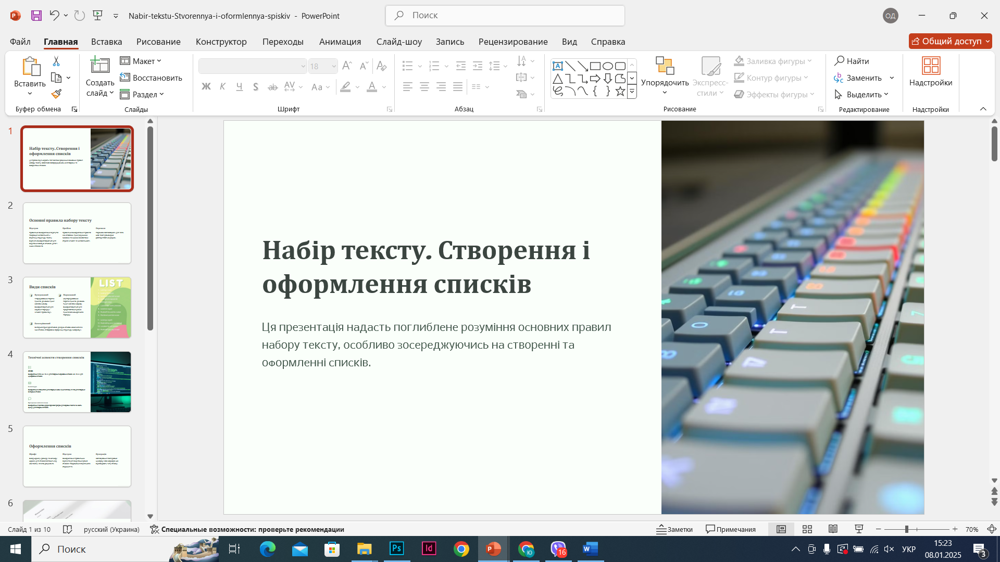 Nabir-tekstu-Stvorennya-i-oformlennya-spiskiv - PowerPoint
Поиск
ОД
Файл Главная Вставка Рисование Конструктор Переходы Анимация Слайд-шоу Запись Рецензирование Вид Справка
Общий доступ
Вставить
Буфер обмена
Создать слайд
Макет
Восстановить
Раздел
Слайды
18
Ж К Ч S ab AV Aa A
Шрифт
Абзац
Упорядочить
Экспресс-стили
Заливка фигуры
Контур фигуры
Эффекты фигуры
Рисование
Найти
Заменить
Выделить
Редактирование
Надстройки
Надстройки
1
Набір тексту. Створення і
оформлення списків
2
Основні правила набору тексту
3
Види списків
LIST
4
Технічні аспекти створення списків
5
Оформлення списків
6
Набір тексту. Створення і
оформлення списків
Ця презентація надасть поглиблене розуміння основних правил
набору тексту, особливо зосереджуючись на створенні та
оформленні списків.
Слайд 1 из 10
русский (Украина)
Специальные возможности: проверьте рекомендации
Заметки
Примечания
70%
Поиск
16
УКР
15:23
08.01.2025
3